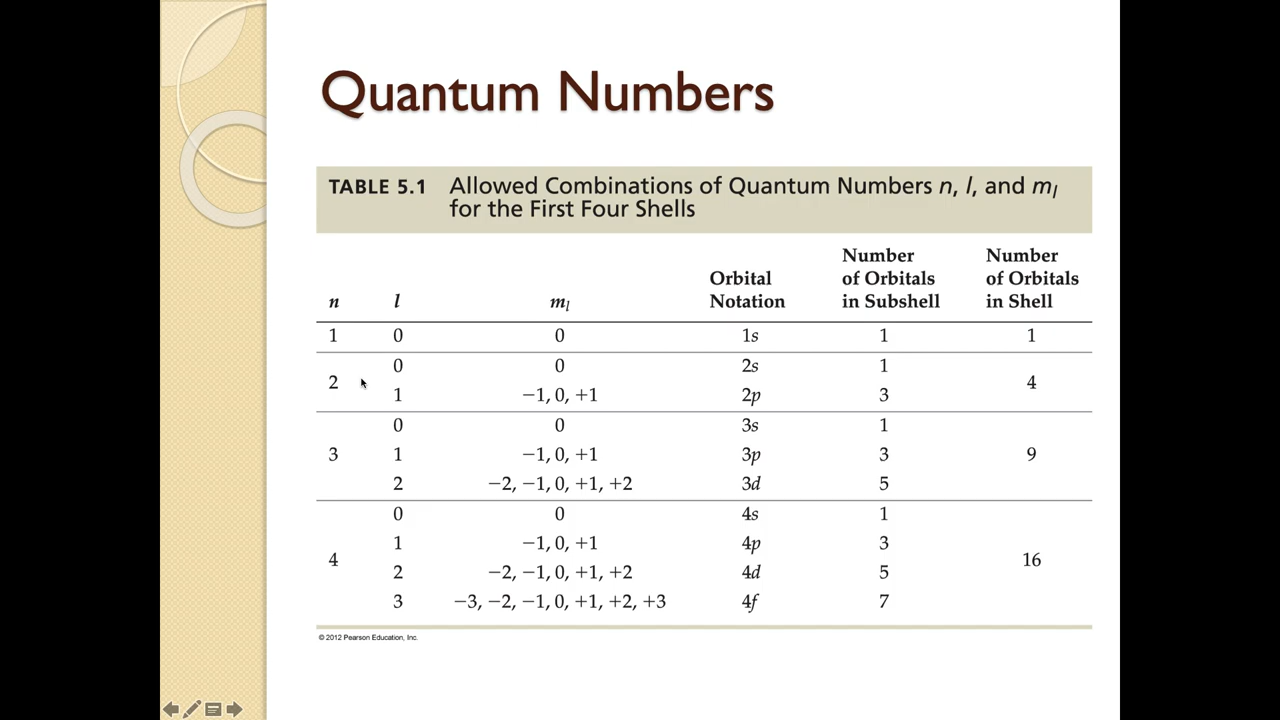 Quantum Numbers
TABLE 5.1 Allowed Combinations of Quantum Numbers n, l, and mₗ
for the First Four Shells
Number Number
Orbital of Orbitals of Orbitals
n l mₗ Notation in Subshell in Shell
1 0 0 1s 1 1
0 0 2s 1
2 4
1 −1, 0, +1 2p 3
0 0 3s 1
3 1 −1, 0, +1 3p 3 9
2 −2, −1, 0, +1, +2 3d 5
0 0 4s 1
1 −1, 0, +1 4p 3
4 16
2 −2, −1, 0, +1, +2 4d 5
3 −3, −2, −1, 0, +1, +2, +3 4f 7
© 2012 Pearson Education, Inc.